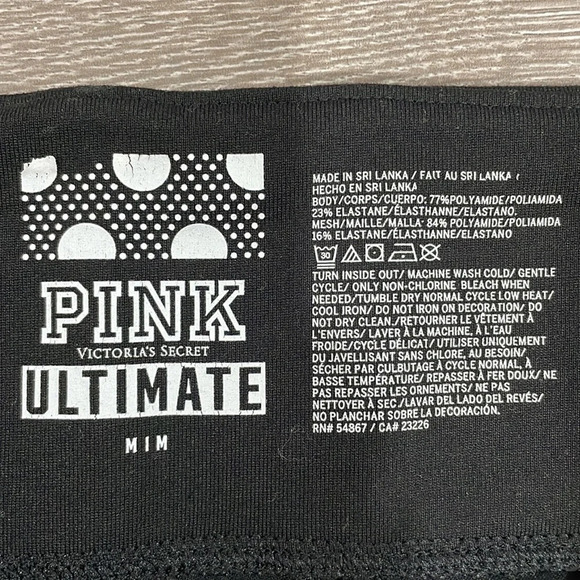 PINK
VICTORIA'S SECRET
ULTIMATE
M | M
MADE IN SRI LANKA / FAIT AU SRI LANKA /
HECHO EN SRI LANKA
BODY/CORPS/CUERPO: 77%POLYAMIDE/POLIAMIDA
23% ELASTANE/ÉLASTHANNE/ELASTANO.
MESH/MAILLE/MALLA- 84% POLYAMIDE/POLIAMIDA
16% ELASTANE/ÉLASTHANNE/ELASTANO
30
TURN INSIDE OUT/ MACHINE WASH COLD/ GENTLE
CYCLE/ ONLY NON-CHLORINE BLEACH WHEN
NEEDED/TUMBLE DRY NORMAL CYCLE LOW HEAT/
COOL IRON/ DO NOT IRON ON DECORATION/ DO
NOT DRY CLEAN./RETOURNER LE VÊTEMENT À
L'ENVERS/ LAVER À LA MACHINE, À L'EAU
FROIDE/CYCLE DÉLICAT/ UTILISER UNIQUEMENT
DU JAVELLISANT SANS CHLORE, AU BESOIN/
SÉCHER PAR CULBUTAGE À CYCLE NORMAL, À
BASSE TEMPÉRATURE/ REPASSER À FER DOUX/ NE
PAS REPASSER LES ORNEMENTS/ NE PAS
NETTOYER À SEC./LAVAR DEL LADO DEL REVÉS/
NO PLANCHAR SOBRE LA DECORACIÓN.
RN# 54867 / CA# 23226